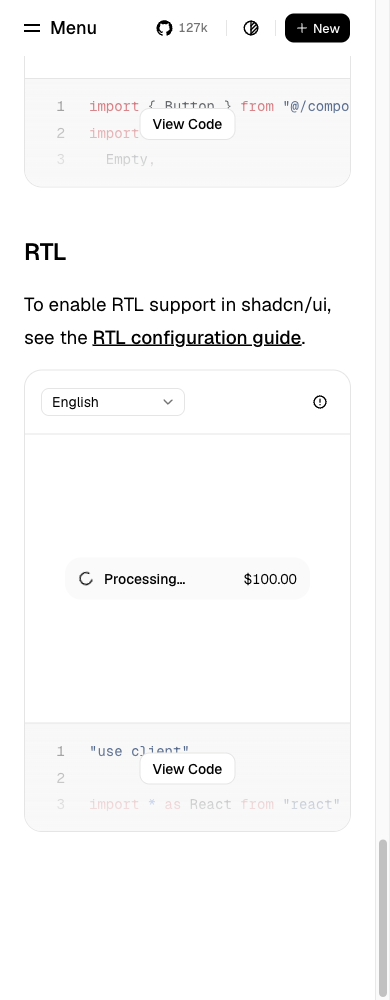 Menu
127k
New
1 import { Button } from "@/compo
2 import
View Code
3 Empty,
RTL
To enable RTL support in shadcn/ui,
see the RTL configuration guide.
English
Processing...
$100.00
1 "use client"
2
View Code
3 import * as React from "react"